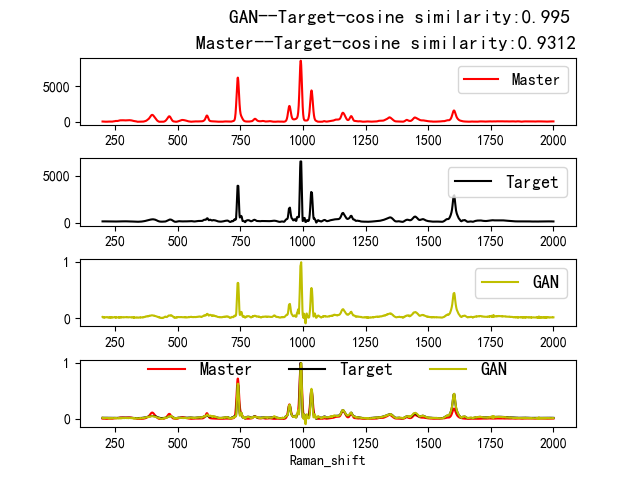 GAN--Target-cosine similarity:0.995
Master--Target-cosine similarity:0.9312
Master
5000
0
250 500 750 1000 1250 1500 1750 2000
Target
5000
0
250 500 750 1000 1250 1500 1750 2000
GAN
1
0
250 500 750 1000 1250 1500 1750 2000
Master Target GAN
1
0
250 500 750 1000 1250 1500 1750 2000
Raman_shift